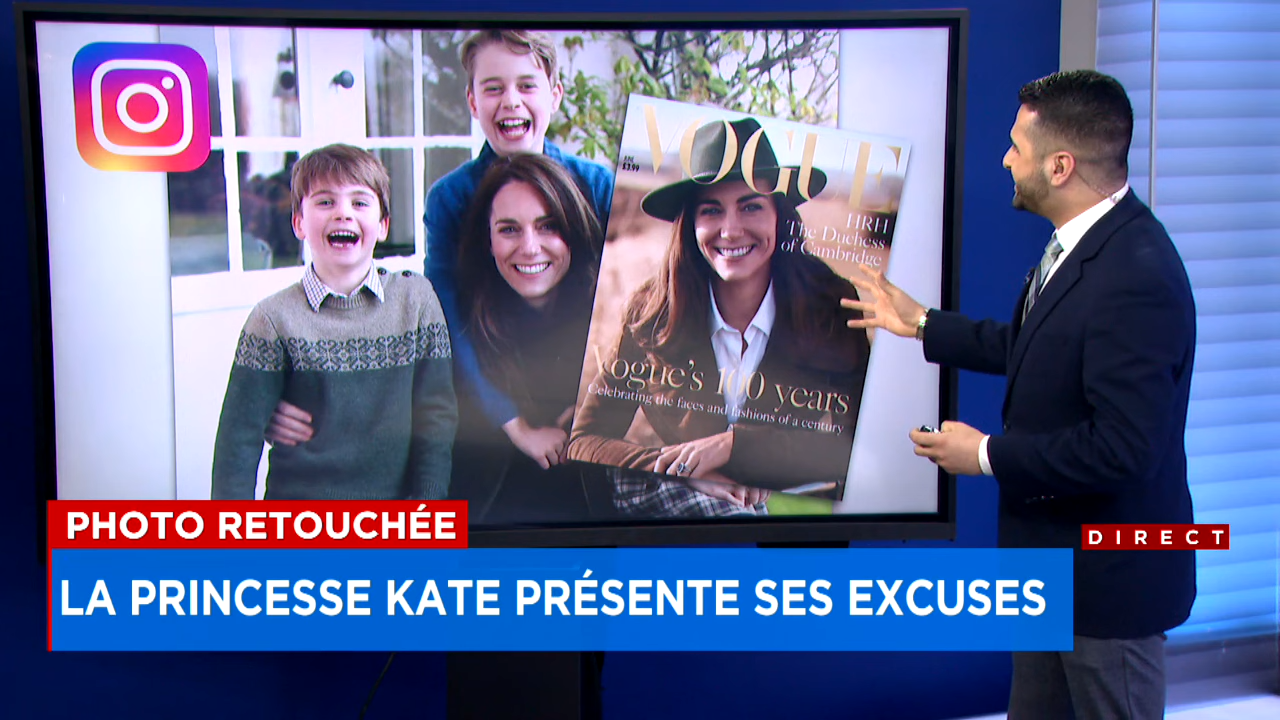 VOGUE
JUNE
£3.99
HRH
The Duchess
of Cambridge
Vogue's 100 years
Celebrating the faces and fashions of a century
PHOTO RETOUCHÉE
LA PRINCESSE KATE PRÉSENTE SES EXCUSES
DIRECT